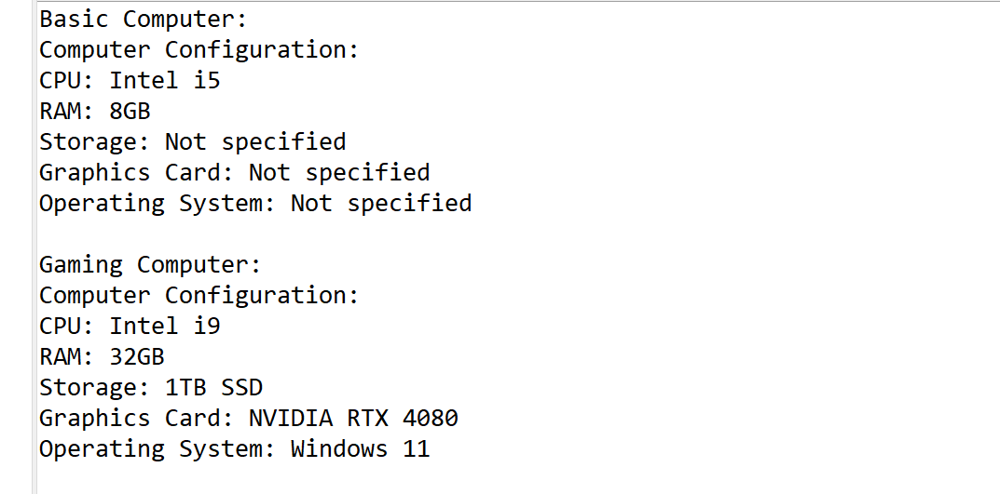 Basic Computer:
Computer Configuration:
CPU: Intel i5
RAM: 8GB
Storage: Not specified
Graphics Card: Not specified
Operating System: Not specified

Gaming Computer:
Computer Configuration:
CPU: Intel i9
RAM: 32GB
Storage: 1TB SSD
Graphics Card: NVIDIA RTX 4080
Operating System: Windows 11